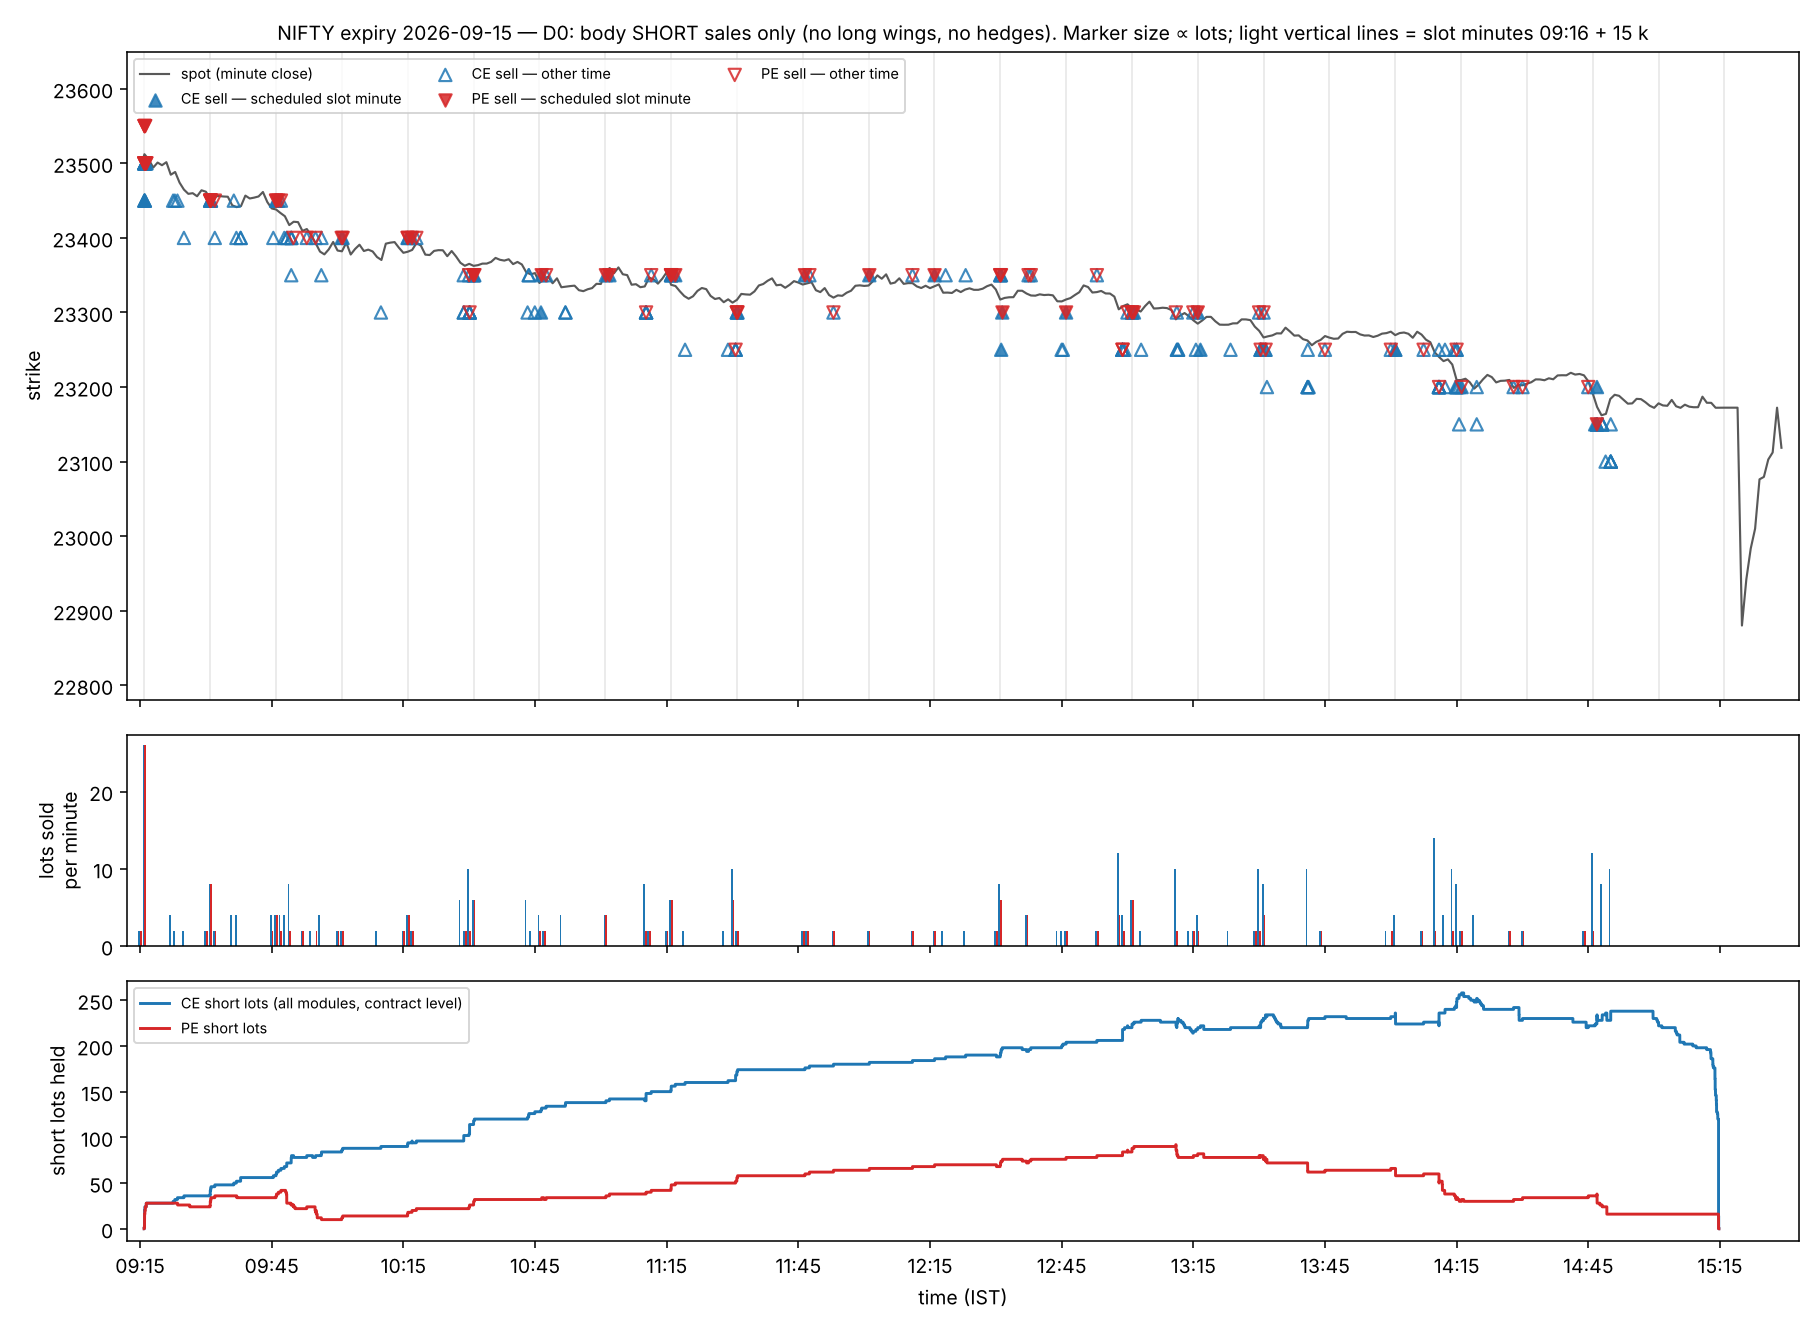 NIFTY expiry 2026-09-15 — D0: body SHORT sales only (no long wings, no hedges). Marker size ∝ lots; light vertical lines = slot minutes 09:16 + 15 k
spot (minute close)
CE sell — scheduled slot minute
CE sell — other time
PE sell — scheduled slot minute
PE sell — other time
23600
23500
23400
23300
23200
23100
23000
22900
22800
strike
20
10
0
lots sold
per minute
CE short lots (all modules, contract level)
PE short lots
250
200
150
100
50
0
short lots held
09:15 09:45 10:15 10:45 11:15 11:45 12:15 12:45 13:15 13:45 14:15 14:45 15:15
time (IST)